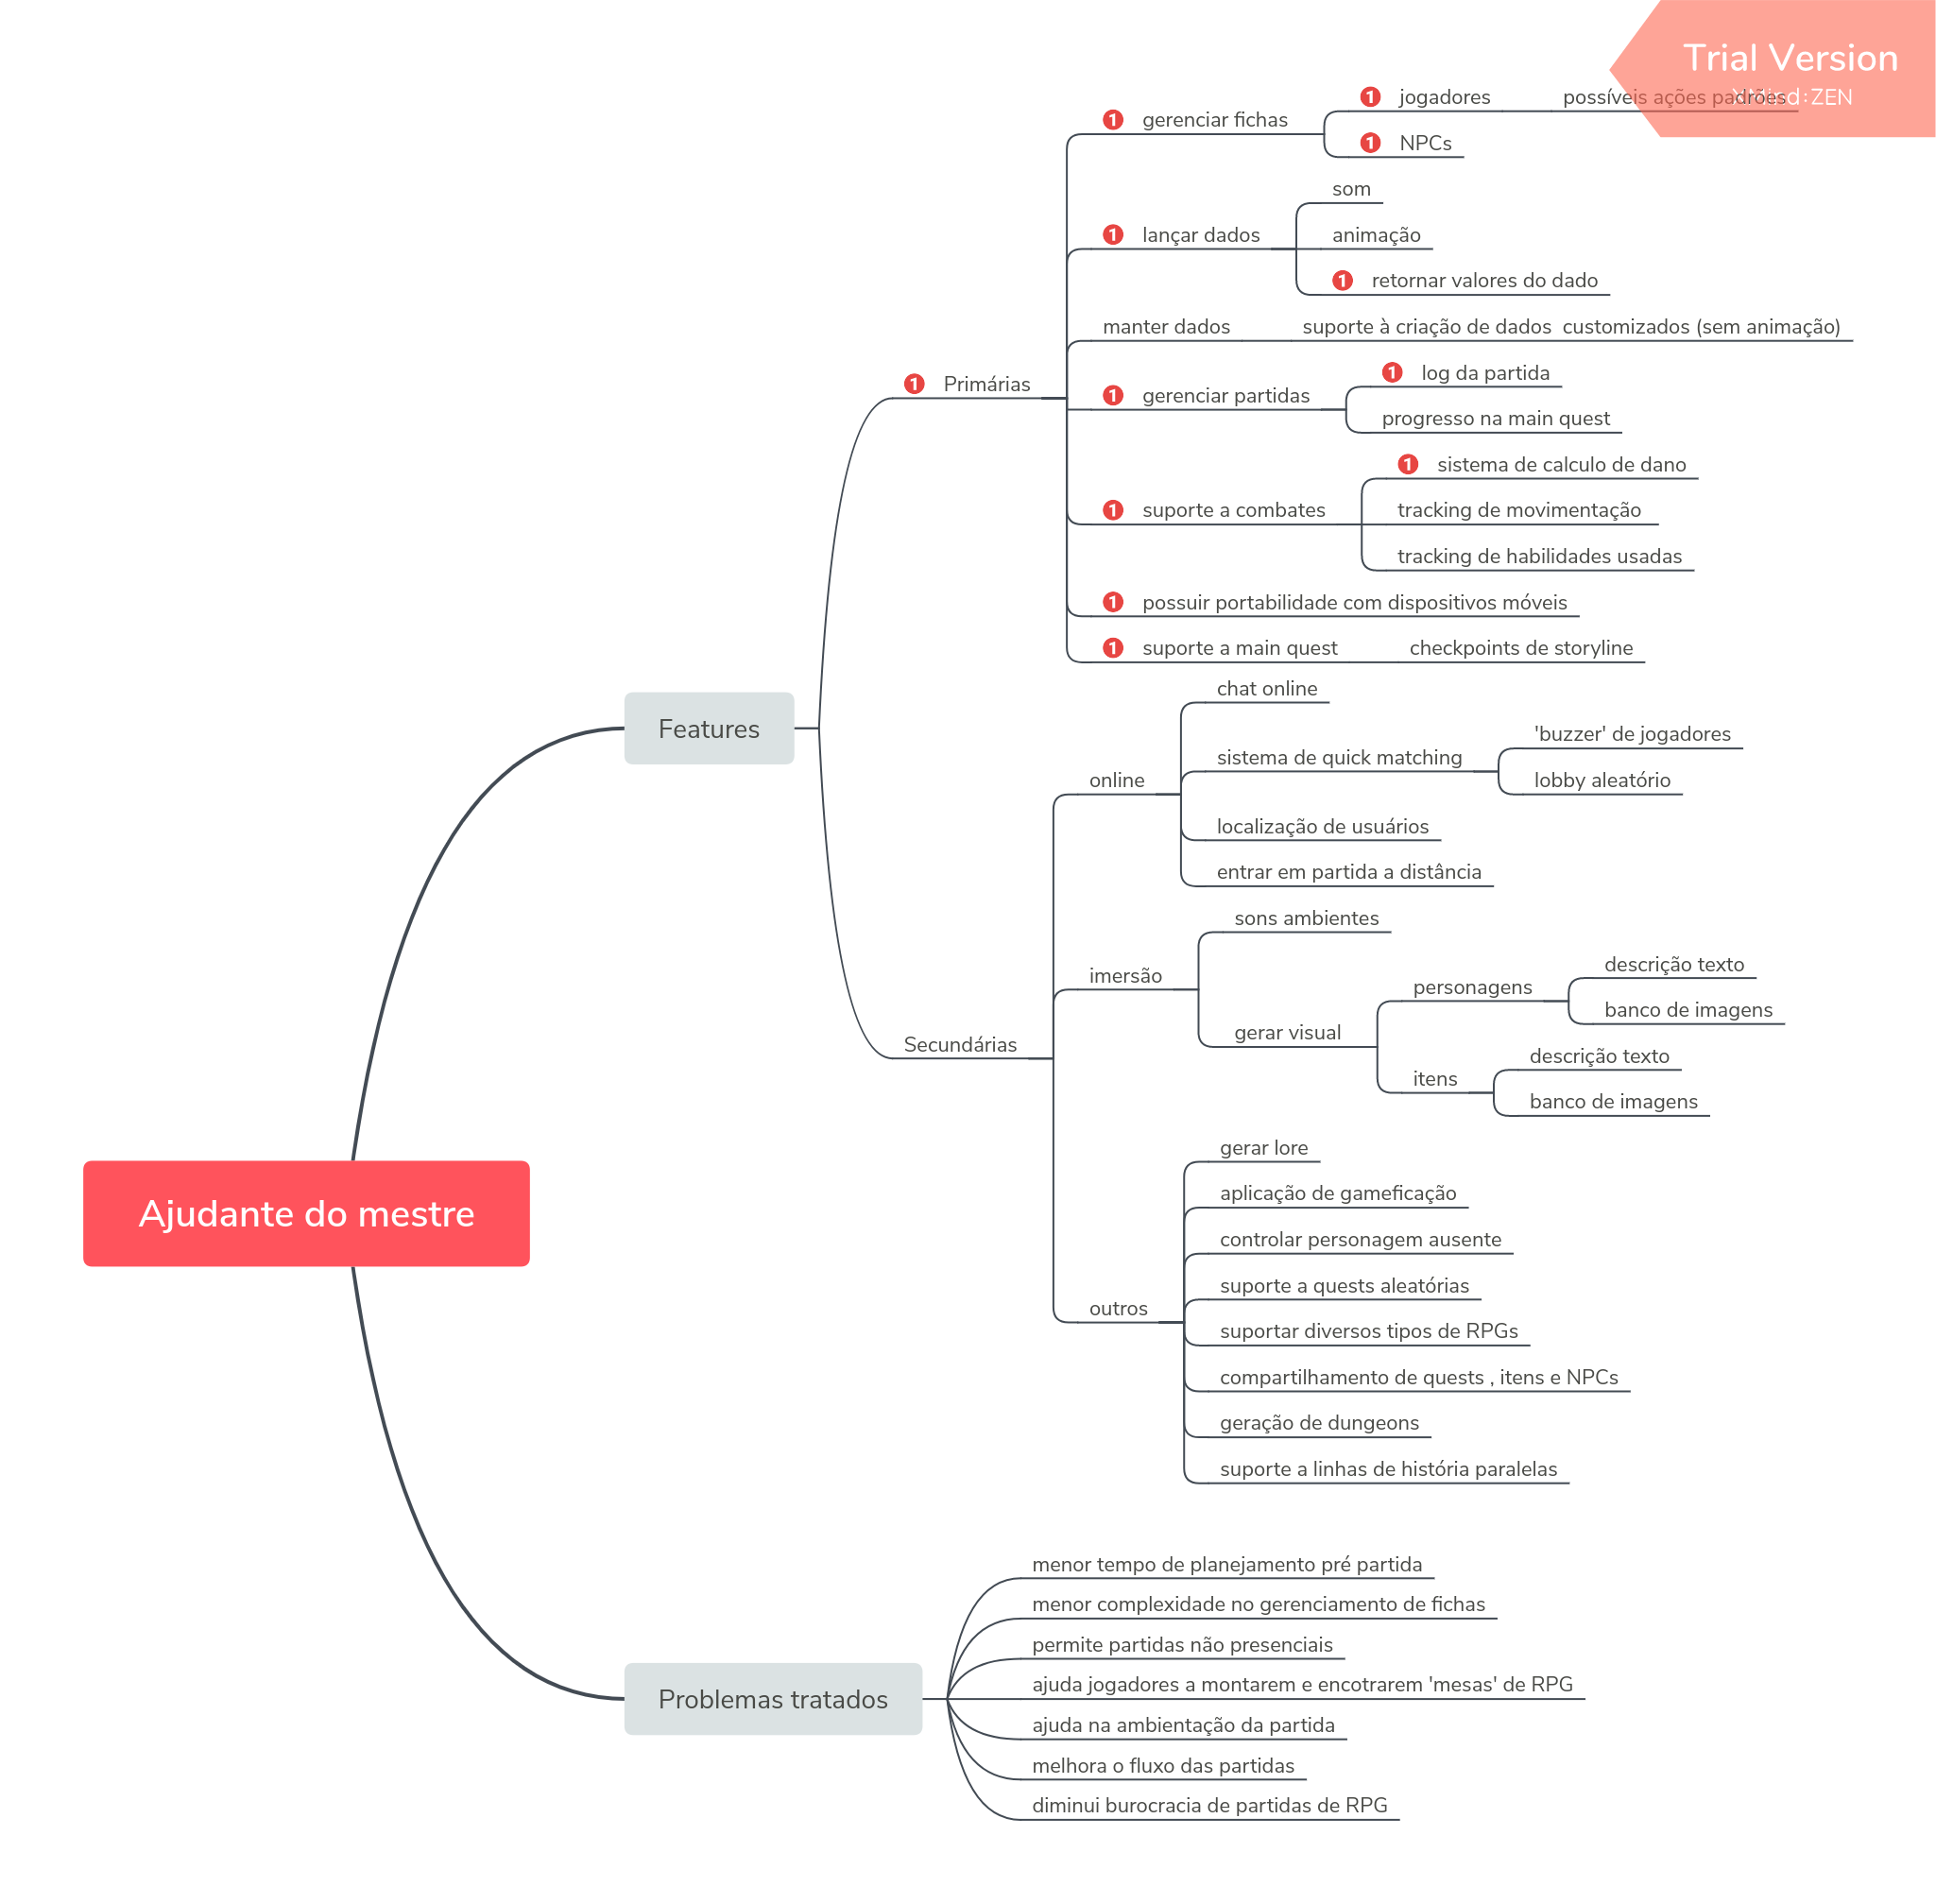 Trial Version
XMind:ZEN
1 jogadores
possíveis ações padrões
1 gerenciar fichas
1 NPCs
som
1 lançar dados
animação
1 retornar valores do dado
manter dados
suporte à criação de dados customizados (sem animação)
1 log da partida
1 Primárias
1 gerenciar partidas
progresso na main quest
1 sistema de calculo de dano
1 suporte a combates
tracking de movimentação
tracking de habilidades usadas
1 possuir portabilidade com dispositivos móveis
1 suporte a main quest
checkpoints de storyline
Features
chat online
'buzzer' de jogadores
sistema de quick matching
online
lobby aleatório
localização de usuários
entrar em partida a distância
sons ambientes
descrição texto
imersão
personagens
banco de imagens
gerar visual
Secundárias
descrição texto
itens
banco de imagens
gerar lore
aplicação de gameficação
controlar personagem ausente
suporte a quests aleatórias
outros
suportar diversos tipos de RPGs
compartilhamento de quests , itens e NPCs
geração de dungeons
suporte a linhas de história paralelas
Ajudante do mestre
menor tempo de planejamento pré partida
menor complexidade no gerenciamento de fichas
permite partidas não presenciais
ajuda jogadores a montarem e encotrarem 'mesas' de RPG
Problemas tratados
ajuda na ambientação da partida
melhora o fluxo das partidas
diminui burocracia de partidas de RPG